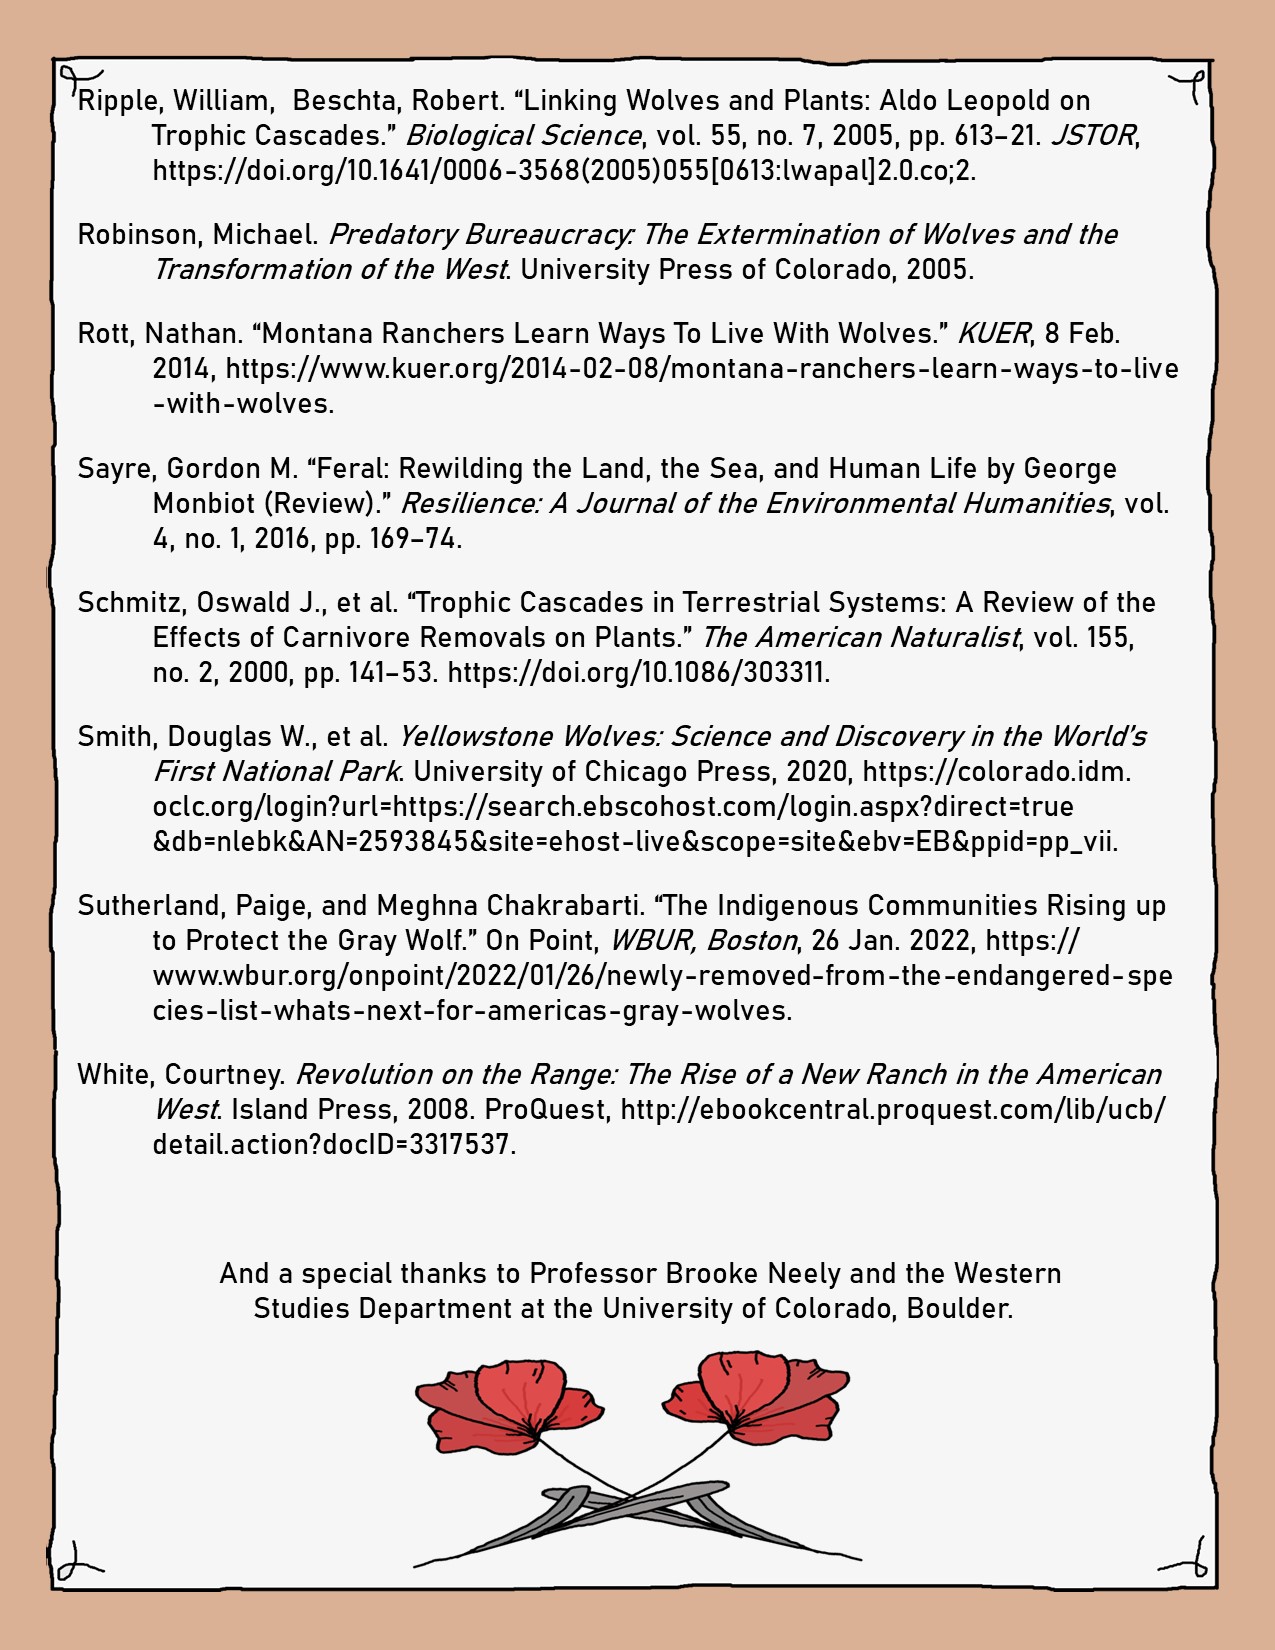 Ripple, William,  Beschta, Robert. “Linking Wolves and Plants: Aldo Leopold on
Trophic Cascades.” Biological Science, vol. 55, no. 7, 2005, pp. 613–21. JSTOR,
https://doi.org/10.1641/0006-3568(2005)055[0613:lwapal]2.0.co;2.
Robinson, Michael. Predatory Bureaucracy: The Extermination of Wolves and the
Transformation of the West. University Press of Colorado, 2005.
Rott, Nathan. “Montana Ranchers Learn Ways To Live With Wolves.” KUER, 8 Feb.
2014, https://www.kuer.org/2014-02-08/montana-ranchers-learn-ways-to-live
-with-wolves.
Sayre, Gordon M. “Feral: Rewilding the Land, the Sea, and Human Life by George
Monbiot (Review).” Resilience: A Journal of the Environmental Humanities, vol.
4, no. 1, 2016, pp. 169–74.
Schmitz, Oswald J., et al. “Trophic Cascades in Terrestrial Systems: A Review of the
Effects of Carnivore Removals on Plants.” The American Naturalist, vol. 155,
no. 2, 2000, pp. 141–53. https://doi.org/10.1086/303311.
Smith, Douglas W., et al. Yellowstone Wolves: Science and Discovery in the World's
First National Park. University of Chicago Press, 2020, https://colorado.idm.
oclc.org/login?url=https://search.ebscohost.com/login.aspx?direct=true
&db=nlebk&AN=2593845&site=ehost-live&scope=site&ebv=EB&ppid=pp_vii.
Sutherland, Paige, and Meghna Chakrabarti. “The Indigenous Communities Rising up
to Protect the Gray Wolf.” On Point, WBUR, Boston, 26 Jan. 2022, https://
www.wbur.org/onpoint/2022/01/26/newly-removed-from-the-endangered-spe
cies-list-whats-next-for-americas-gray-wolves.
White, Courtney. Revolution on the Range: The Rise of a New Ranch in the American
West. Island Press, 2008. ProQuest, http://ebookcentral.proquest.com/lib/ucb/
detail.action?docID=3317537.
And a special thanks to Professor Brooke Neely and the Western
Studies Department at the University of Colorado, Boulder.